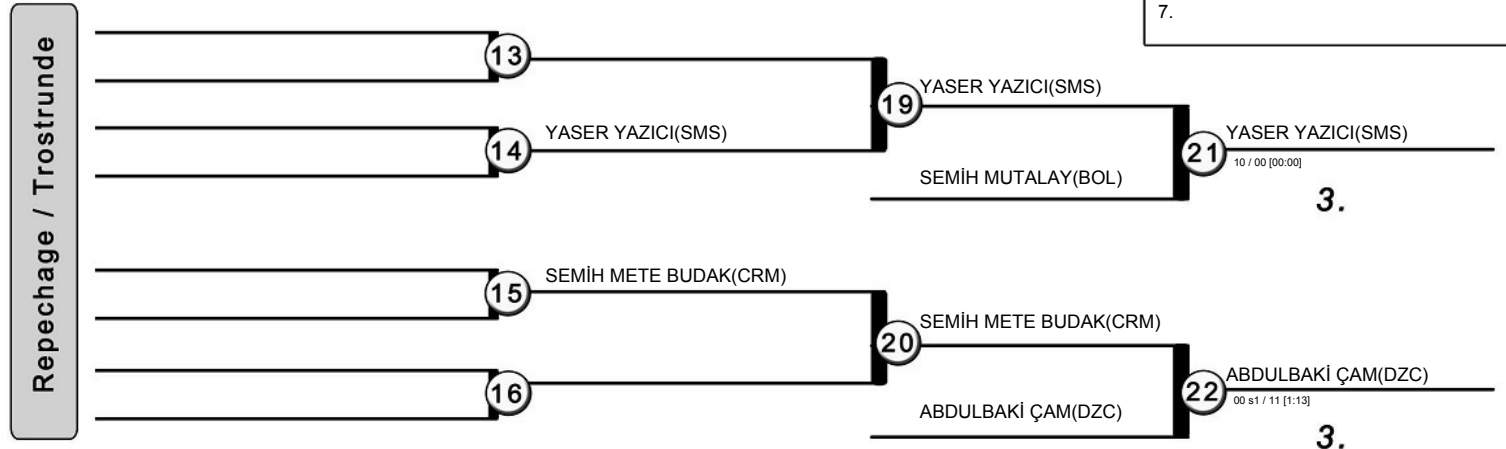 7.
Repechage / Trostrunde
13
YASER YAZICI(SMS)
19
YASER YAZICI(SMS)
14
SEMİH MUTALAY(BOL)
21
YASER YAZICI(SMS)
10 / 00 [00:00]
3.
15
SEMİH METE BUDAK(CRM)
20
SEMİH METE BUDAK(CRM)
16
ABDULBAKİ ÇAM(DZC)
22
ABDULBAKİ ÇAM(DZC)
00 s1 / 11 [1:13]
3.